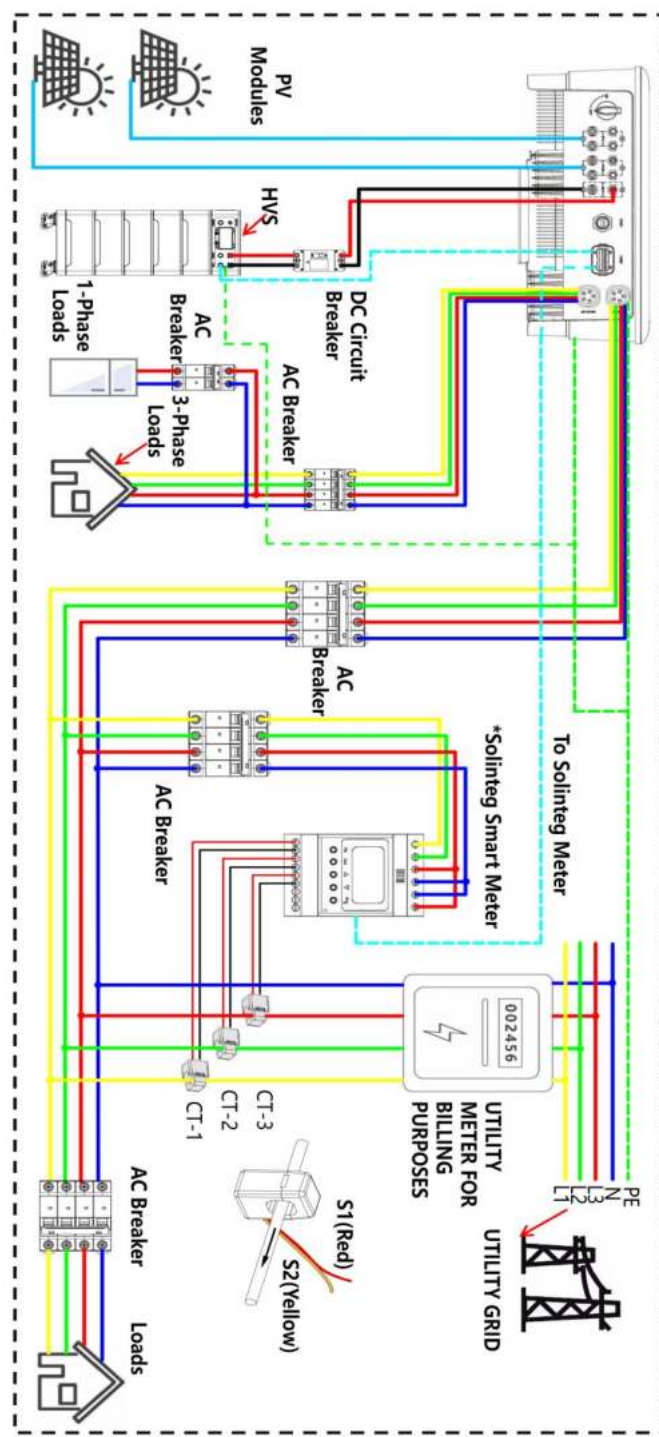 PV
Modules
HVS
DC Circuit
Breaker
1-Phase
Loads
AC
Breaker
3-Phase
Loads
AC Breaker
AC
Breaker
AC Breaker
*Solinteg Smart Meter
To Solinteg Meter
002456
UTILITY
METER FOR
BILLING
PURPOSES
CT-3
CT-2
CT-1
S1(Red)
S2(Yellow)
PE
N
L3
L2
L1
UTILITY GRID
AC Breaker
Loads